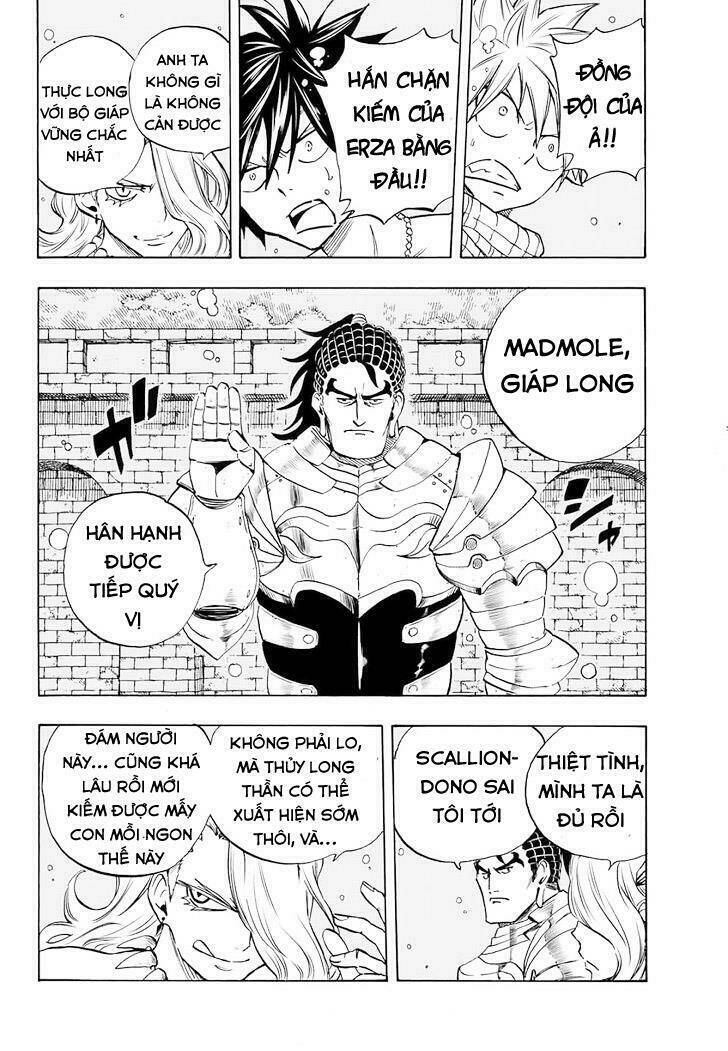 ĐỒNG
ĐỘI CỦA
Ả!!
HẮN CHẶN
KIẾM CỦA
ERZA BẰNG
ĐẦU!!
ANH TA
KHÔNG GÌ
LÀ KHÔNG
CẢN ĐƯỢC
THỰC LONG
VỚI BỘ GIÁP
VỮNG CHẮC
NHẤT
MADMOLE,
GIÁP LONG
HÂN HẠNH
ĐƯỢC
TIẾP QUÝ
VỊ
THIỆT TÌNH,
MÌNH TA LÀ
ĐỦ RỒI
SCALLION-
DONO SAI
TÔI TỚI
KHÔNG PHẢI LO,
MÀ THỦY LONG
THẦN CÓ THỂ
XUẤT HIỆN SỚM
THÔI, VÀ...
ĐÁM NGƯỜI
NÀY... CŨNG KHÁ
LÂU RỒI MỚI
KIẾM ĐƯỢC MẤY
CON MỒI NGON
THẾ NÀY